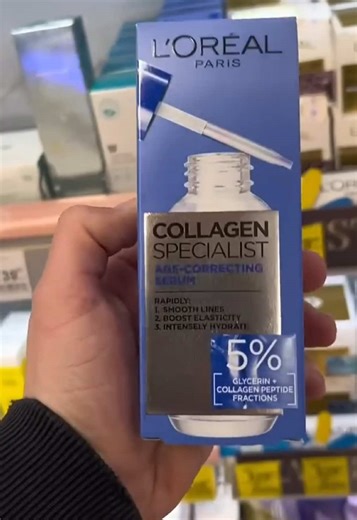 L'ORÉAL
PARIS
COLLAGEN
SPECIALIST
AGE-CORRECTING
SERUM
RAPIDLY:
1. SMOOTH LINES
2. BOOST ELASTICITY
3. INTENSELY HYDRATE
5%
GLYCERIN +
COLLAGEN PEPTIDE
FRACTIONS